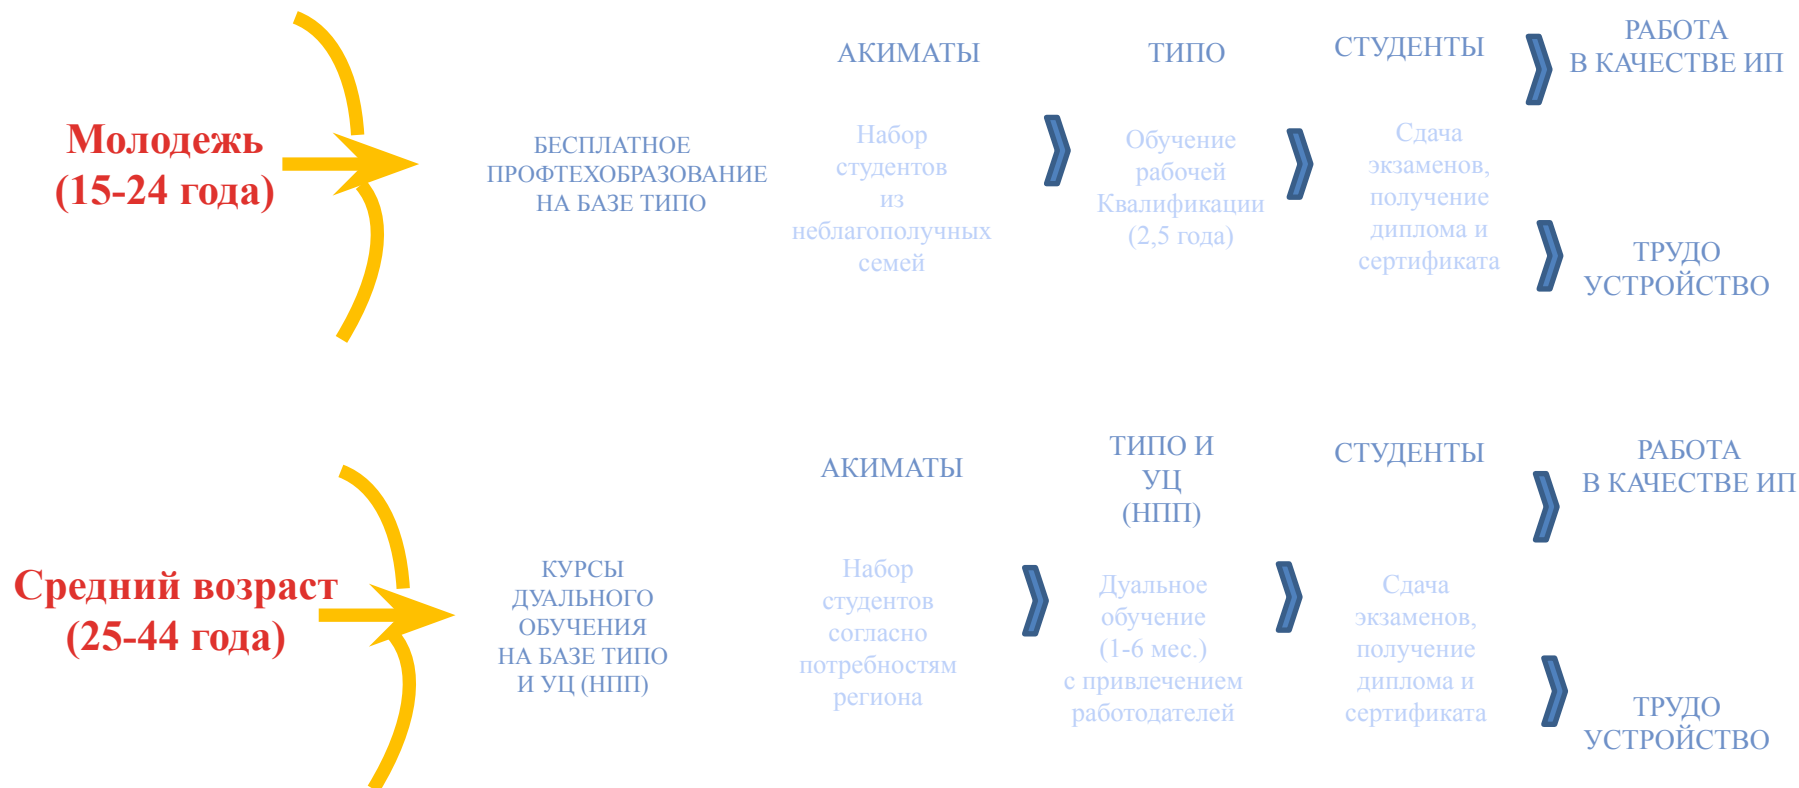 Молодежь
(15-24 года)
БЕСПЛАТНОЕ
ПРОФТЕХОБРАЗОВАНИЕ
НА БАЗЕ ТИПО
АКИМАТЫ
Набор
студентов
из
неблагополучных
семей
ТИПО
Обучение
рабочей
Квалификации
(2,5 года)
СТУДЕНТЫ
Сдача
экзаменов,
получение
диплома и
сертификата
РАБОТА
В КАЧЕСТВЕ ИП
ТРУДО
УСТРОЙСТВО
Средний возраст
(25-44 года)
КУРСЫ
ДУАЛЬНОГО
ОБУЧЕНИЯ
НА БАЗЕ ТИПО
И УЦ (НПП)
АКИМАТЫ
Набор
студентов
согласно
потребностям
региона
ТИПО И
УЦ
(НПП)
Дуальное
обучение
(1-6 мес.)
с привлечением
работодателей
СТУДЕНТЫ
Сдача
экзаменов,
получение
диплома и
сертификата
РАБОТА
В КАЧЕСТВЕ ИП
ТРУДО
УСТРОЙСТВО